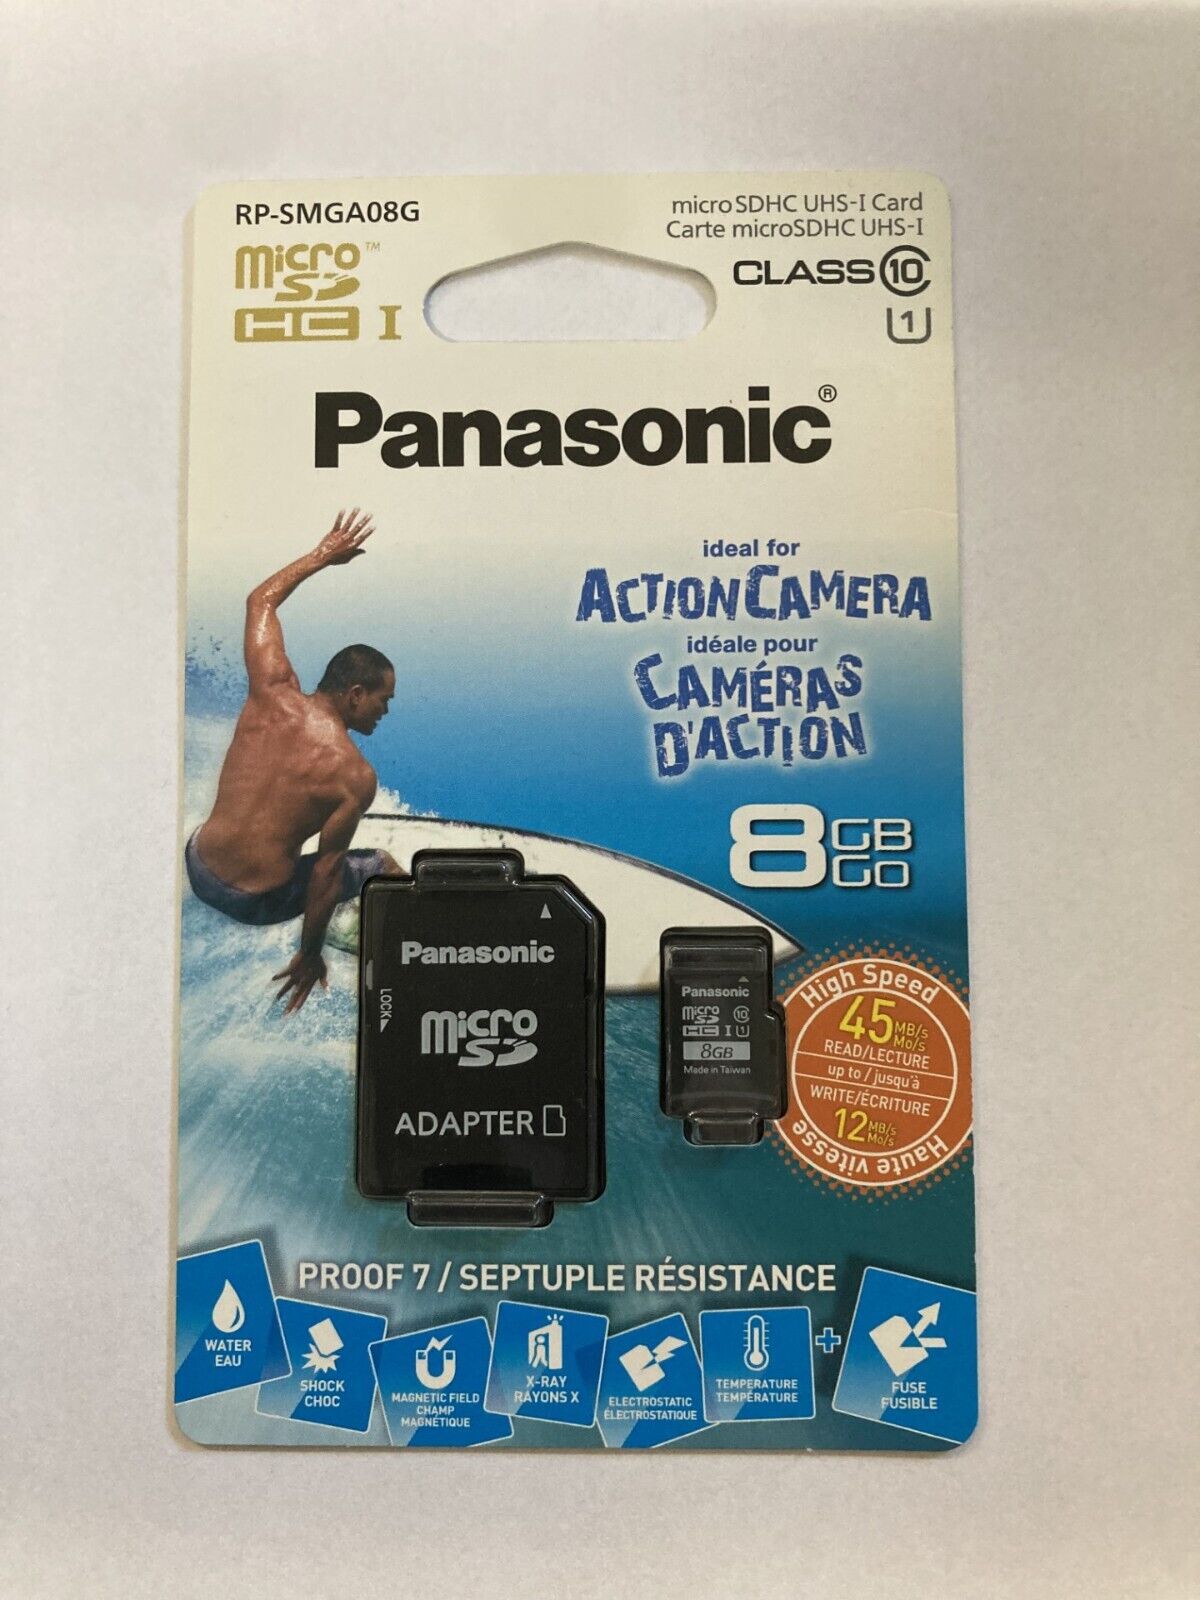 RP-SMGA08G
micro SD™
HC I
microSDHC UHS-I Card
Carte microSDHC UHS-I
CLASS 10
1
Panasonic®
ideal for
ACTION CAMERA
idéale pour
CAMÉRAS
D'ACTION
8 GB
GO
Panasonic
LOCK
micro
SD
ADAPTER
Panasonic
micro SD 10
HC I 1
8GB
Made in Taiwan
High Speed
45 MB/s
Mo/s
READ/LECTURE
up to / jusqu'à
WRITE/ÉCRITURE
12 MB/s
Mo/s
Haute vitesse
PROOF 7 / SEPTUPLE RÉSISTANCE
WATER
EAU
SHOCK
CHOC
MAGNETIC FIELD
CHAMP
MAGNÉTIQUE
X-RAY
RAYONS X
ELECTROSTATIC
ÉLECTROSTATIQUE
TEMPERATURE
TEMPÉRATURE
+
FUSE
FUSIBLE